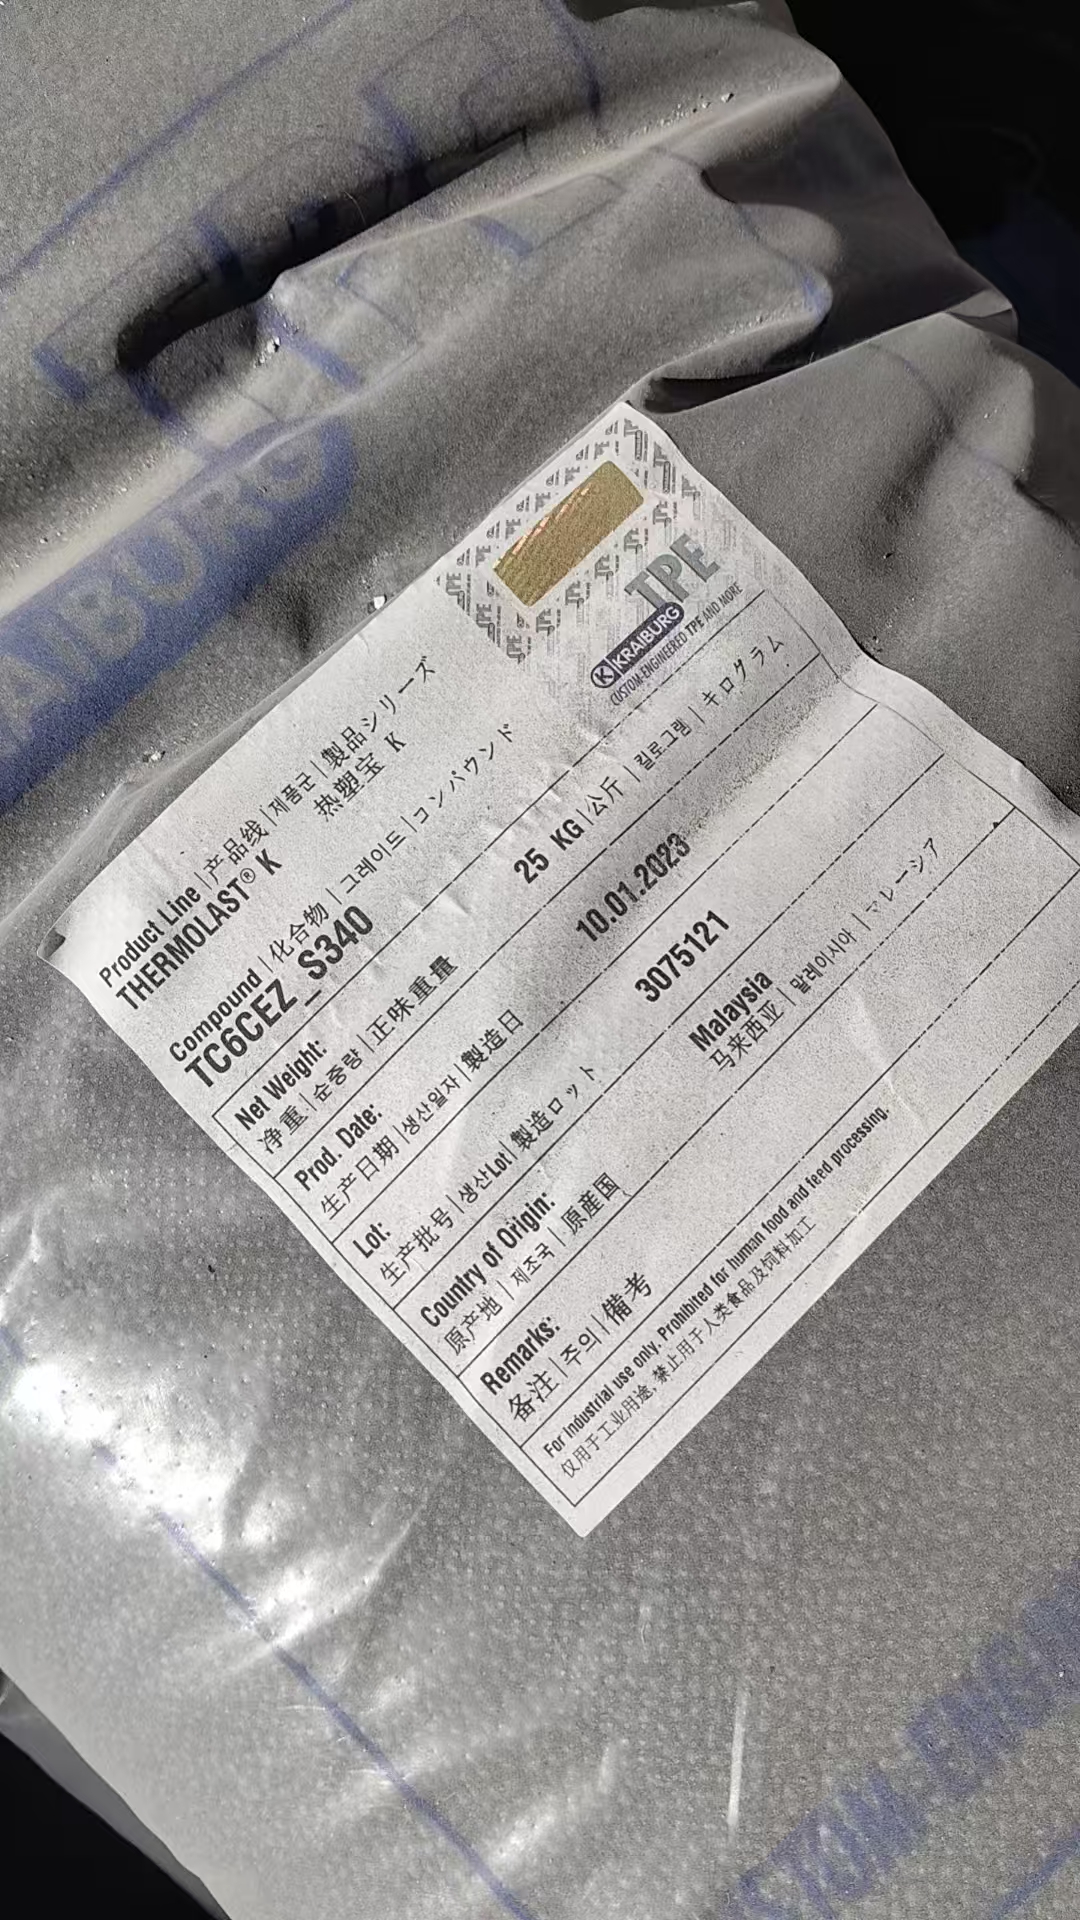 TPE
KRAIBURG
TPE
K KRAIBURG
CUSTOM-ENGINEERED TPE AND MORE
Product Line | 产品线 | 제품군 | 製品シリーズ
THERMOLAST® K 热塑宝 K
Compound | 化合物 | 그레이드 | コンパウンド
TC6CEZ_S340
Net Weight: 25 KG | 公斤 | 킬로그램 | キログラム
净重 | 순중량 | 正味重量
Prod. Date: 10.01.2023
生产日期 | 생산일자 | 製造日
Lot: 3075121
生产批号 | 생산Lot | 製造ロット
Country of Origin: Malaysia
原产地 | 제조국 | 原産国 马来西亚 | 말레이시아 | マレーシア
Remarks:
备注 | 주의 | 備考
For Industrial use only. Prohibited for human food and feed processing.
仅用于工业用途, 禁止用于人类食品及饲料加工